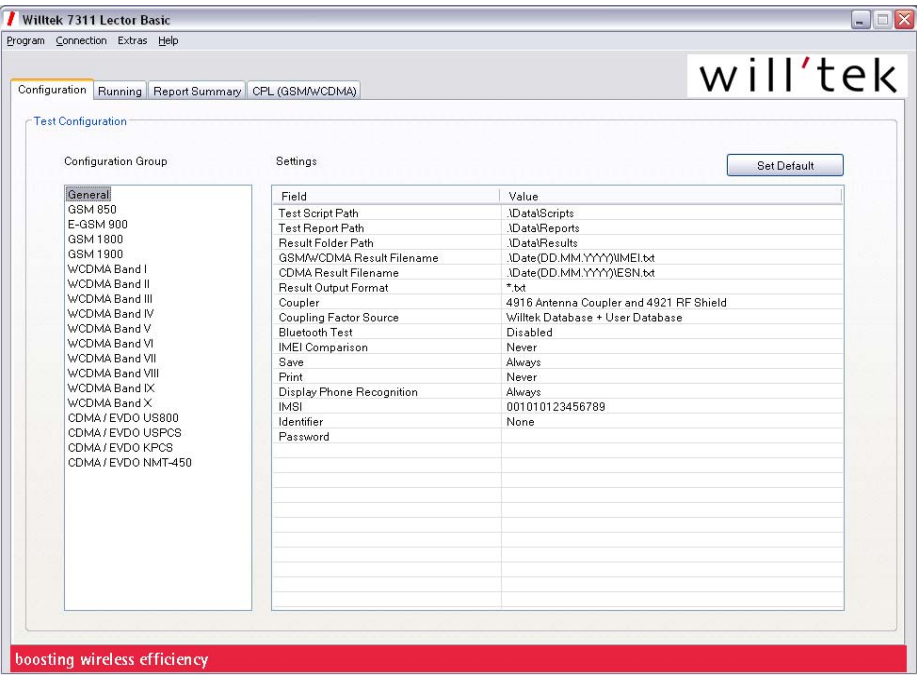 Willtek 7311 Lector Basic
Program Connection Extras Help
will'tek
Configuration Running Report Summary CPL (GSM/WCDMA)
Test Configuration
Configuration Group Settings Set Default
General
GSM 850
E-GSM 900
GSM 1800
GSM 1900
WCDMA Band I
WCDMA Band II
WCDMA Band III
WCDMA Band IV
WCDMA Band V
WCDMA Band VI
WCDMA Band VII
WCDMA Band VIII
WCDMA Band IX
WCDMA Band X
CDMA / EVDO US800
CDMA / EVDO USPCS
CDMA / EVDO KPCS
CDMA / EVDO NMT-450
Field Value
Test Script Path .\Data\Scripts
Test Report Path .\Data\Reports
Result Folder Path .\Data\Results
GSM/WCDMA Result Filename .\Date(DD.MM.YYYY)\IMEI.txt
CDMA Result Filename .\Date(DD.MM.YYYY)\ESN.txt
Result Output Format *.txt
Coupler 4916 Antenna Coupler and 4921 RF Shield
Coupling Factor Source Willtek Database + User Database
Bluetooth Test Disabled
IMEI Comparison Never
Save Always
Print Never
Display Phone Recognition Always
IMSI 001010123456789
Identifier None
Password
boosting wireless efficiency